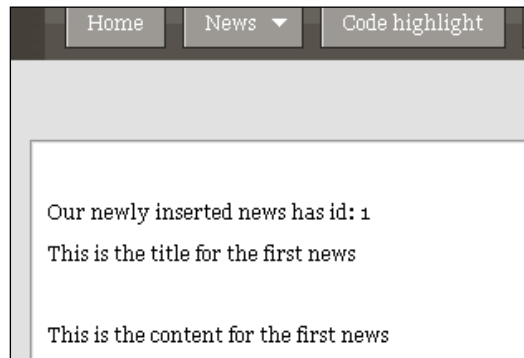 Home News Code highlight
Our newly inserted news has id: 1
This is the title for the first news
This is the content for the first news